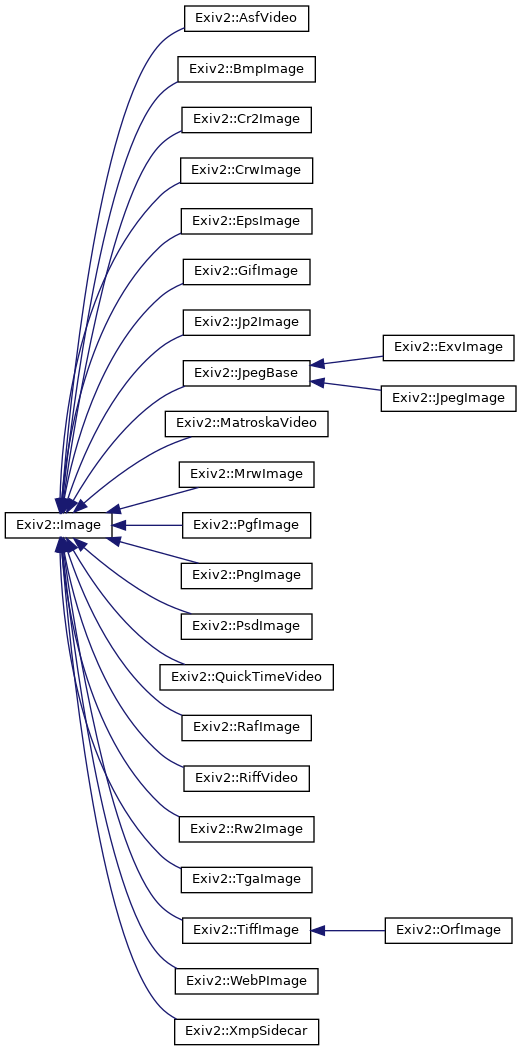 Exiv2::AsfVideo
Exiv2::BmpImage
Exiv2::Cr2Image
Exiv2::CrwImage
Exiv2::EpsImage
Exiv2::GifImage
Exiv2::Jp2Image
Exiv2::ExvImage
Exiv2::JpegBase
Exiv2::JpegImage
Exiv2::MatroskaVideo
Exiv2::MrwImage
Exiv2::Image
Exiv2::PgfImage
Exiv2::PngImage
Exiv2::PsdImage
Exiv2::QuickTimeVideo
Exiv2::RafImage
Exiv2::RiffVideo
Exiv2::Rw2Image
Exiv2::TgaImage
Exiv2::TiffImage
Exiv2::OrfImage
Exiv2::WebPImage
Exiv2::XmpSidecar